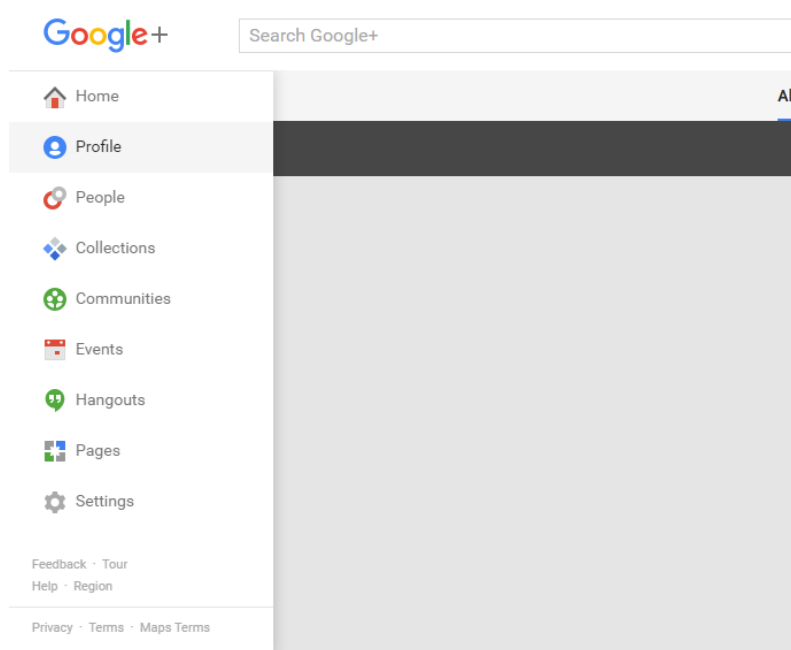 Google+
Search Google+
Home
Profile
People
Collections
Communities
Events
Hangouts
Pages
Settings
Feedback · Tour
Help · Region
Privacy · Terms · Maps Terms